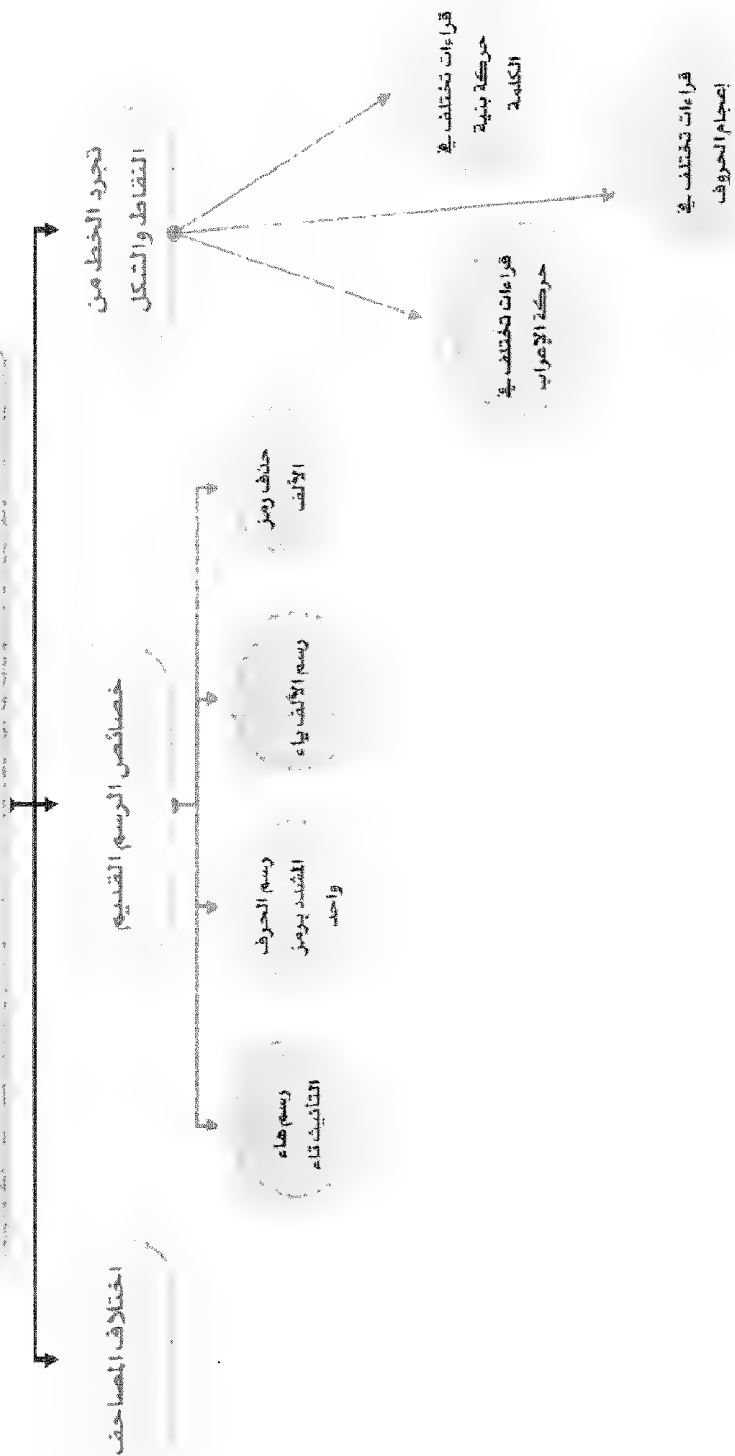 تجرد الخط من
النقاط والشكل
قراءات تختلف في
حركة بنية
الكلمة
قراءات تختلف في
إعجام الحروف
قراءات تختلف في
حركة الإعراب
خصائص الرسم القديم
حذف رمز
الألف
رسم الألف ياء
رسم الحرف
المشدد برمز
واحد
رسم هاء
التأنيث تاء
اختلاف المصاحف